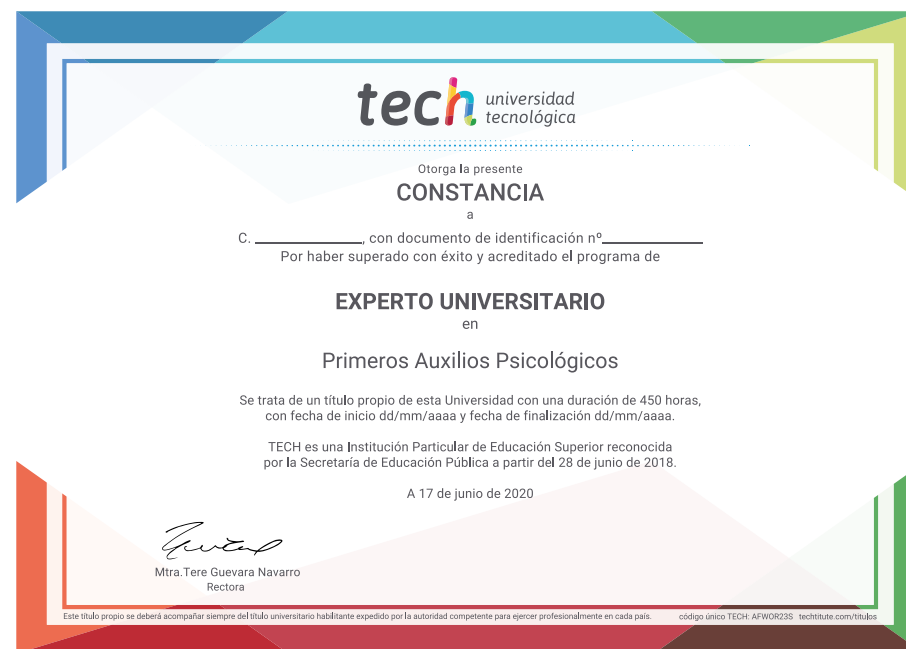 tech universidad
tecnológica
Otorga la presente
CONSTANCIA
a
C. ______________, con documento de identificación nº_____________
Por haber superado con éxito y acreditado el programa de
EXPERTO UNIVERSITARIO
en
Primeros Auxilios Psicológicos
Se trata de un título propio de esta Universidad con una duración de 450 horas,
con fecha de inicio dd/mm/aaaa y fecha de finalización dd/mm/aaaa.
TECH es una Institución Particular de Educación Superior reconocida
por la Secretaría de Educación Pública a partir del 28 de junio de 2018.
A 17 de junio de 2020
Mtra.Tere Guevara Navarro
Rectora
Este título propio se deberá acompañar siempre del título universitario habilitante expedido por la autoridad competente para ejercer profesionalmente en cada país. código único TECH: AFWOR23S techtitute.com/titulos